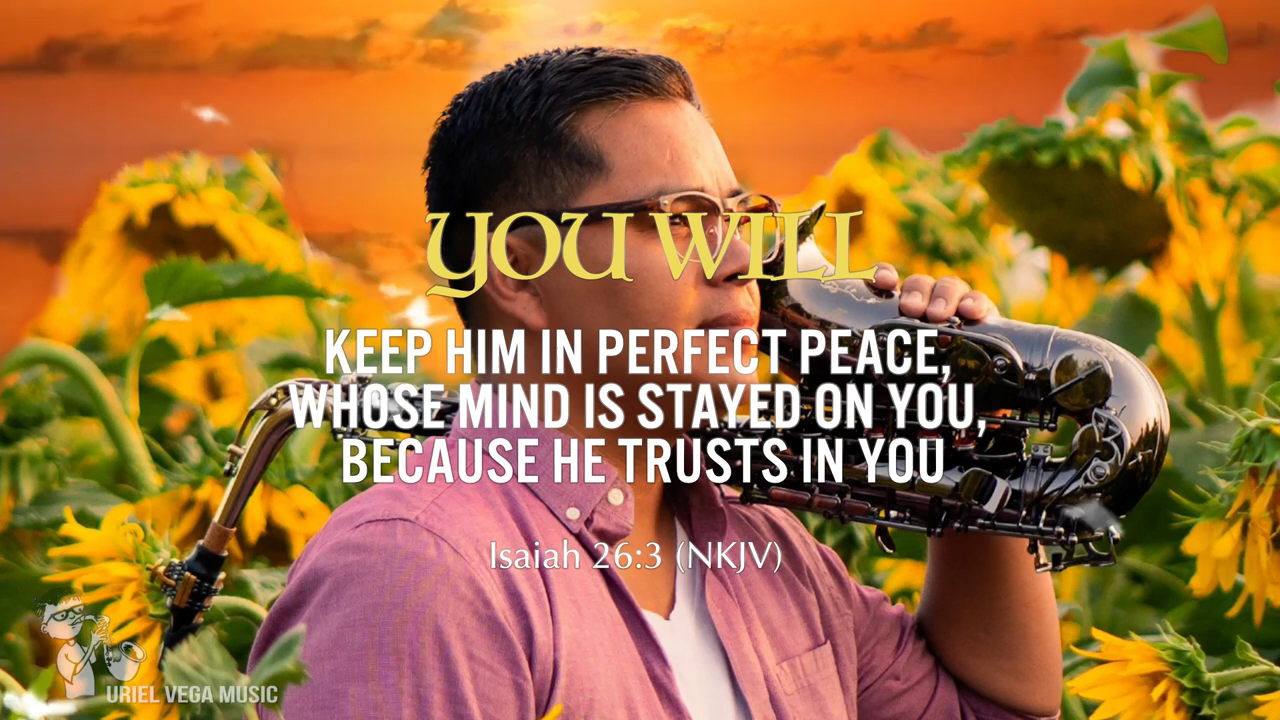 YOU WILL
KEEP HIM IN PERFECT PEACE,
WHOSE MIND IS STAYED ON YOU,
BECAUSE HE TRUSTS IN YOU
Isaiah 26:3 (NKJV)
URIEL VEGA MUSIC